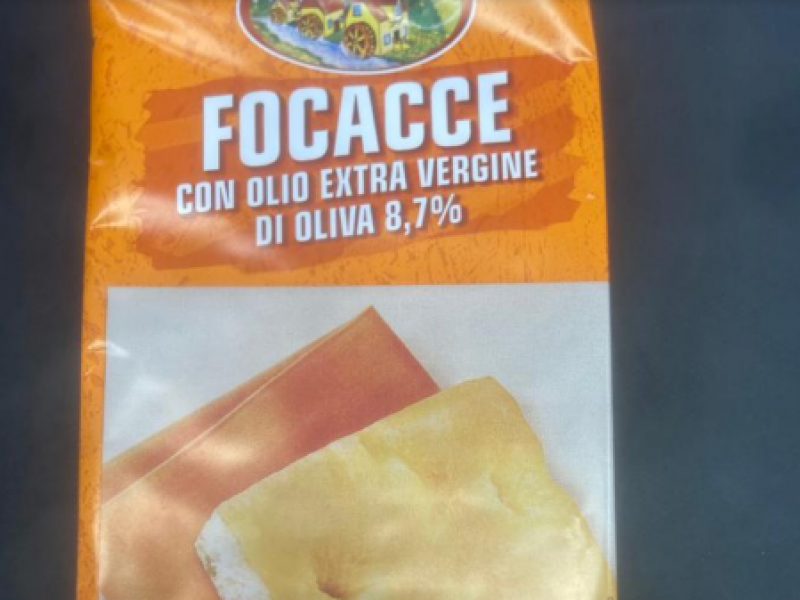 FOCACCE
CON OLIO EXTRA VERGINE
DI OLIVA 8,7%